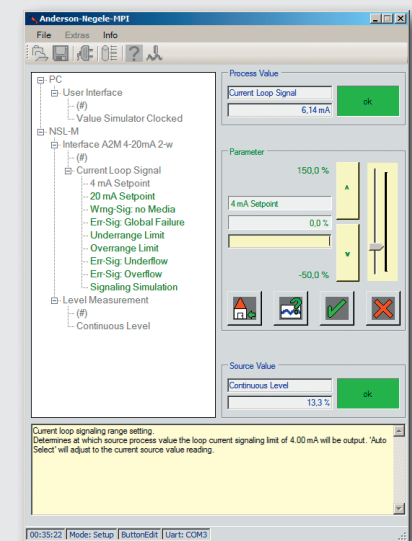 Anderson-Negele-MPI
File Extras Info
PC
User Interface
(#)
Value Simulator Clocked
NSL-M
Interface A2M 4-20mA 2-w
(#)
Current Loop Signal
4 mA Setpoint
20 mA Setpoint
Wrng-Sig: no Media
Err-Sig: Global Failure
Underrange Limit
Overrange Limit
Err-Sig: Underflow
Err-Sig: Overflow
Signaling Simulation
Level Measurement
(#)
Continuous Level
Process Value
Current Loop Signal
6,14 mA
ok
Parameter
150,0 %
4 mA Setpoint
0,0 %
-50,0 %
Source Value
Continuous Level
13,3 %
ok
Current loop signaling range setting.
Determines at which source process value the loop current signaling limit of 4.00 mA will be output. 'Auto
Select' will adjust to the current source value reading.
00:35:22 Mode: Setup ButtonEdit Uart: COM3